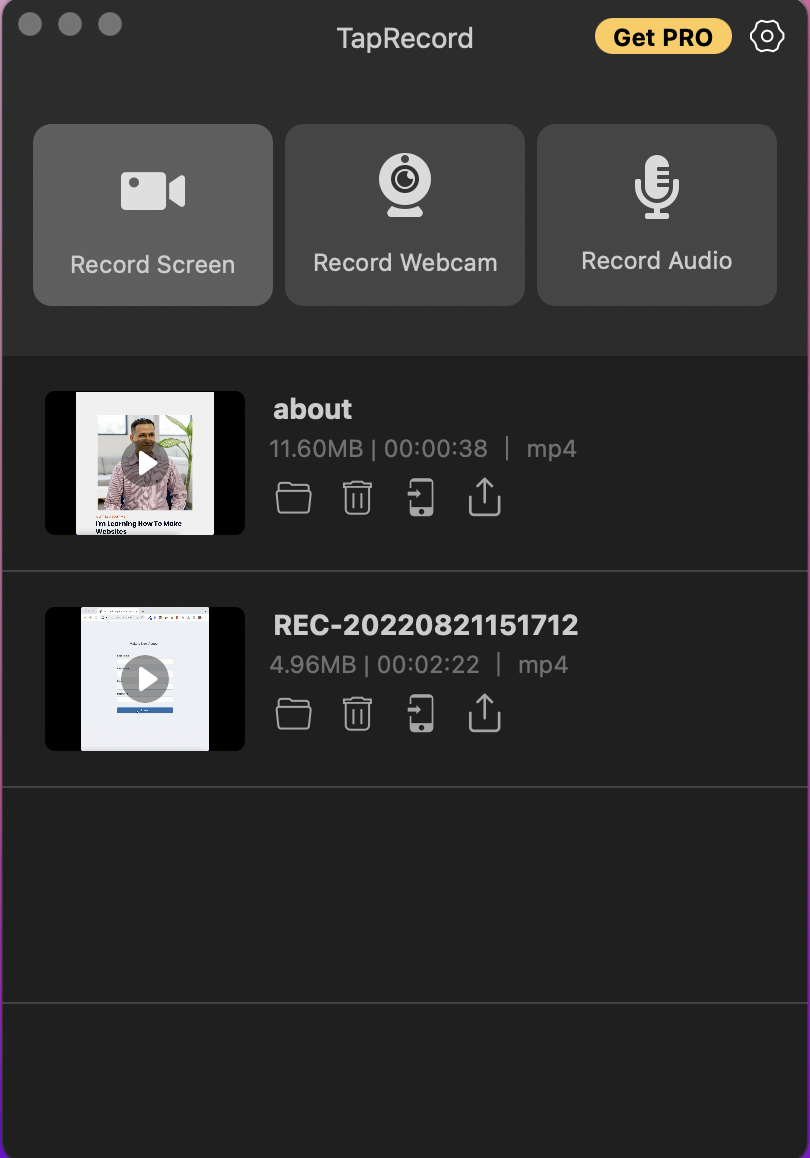 TapRecord
Get PRO
Record Screen
Record Webcam
Record Audio
about
11.60MB | 00:00:38 | mp4
I'm Learning How To Make
Websites
REC-20220821151712
4.96MB | 00:02:22 | mp4